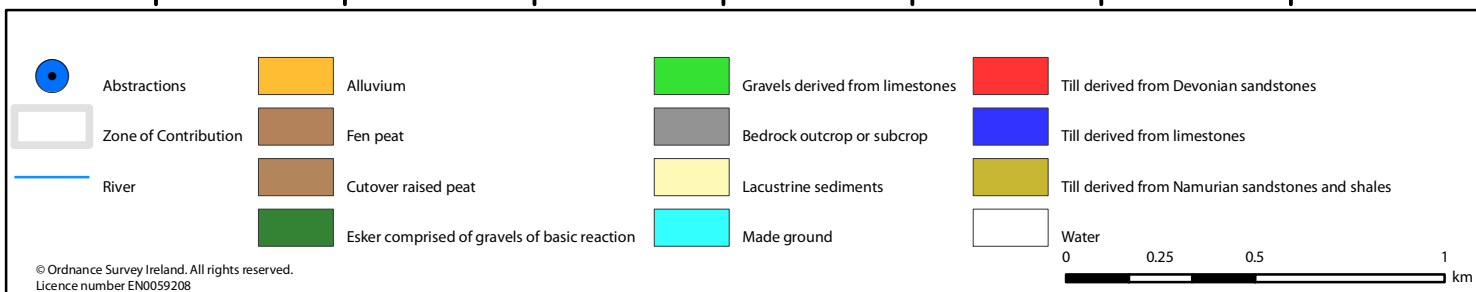 Abstractions
Zone of Contribution
River
Alluvium
Fen peat
Cutover raised peat
Esker comprised of gravels of basic reaction
Gravels derived from limestones
Bedrock outcrop or subcrop
Lacustrine sediments
Made ground
Till derived from Devonian sandstones
Till derived from limestones
Till derived from Namurian sandstones and shales
Water
0 0.25 0.5 1
km
© Ordnance Survey Ireland. All rights reserved.
Licence number EN0059208